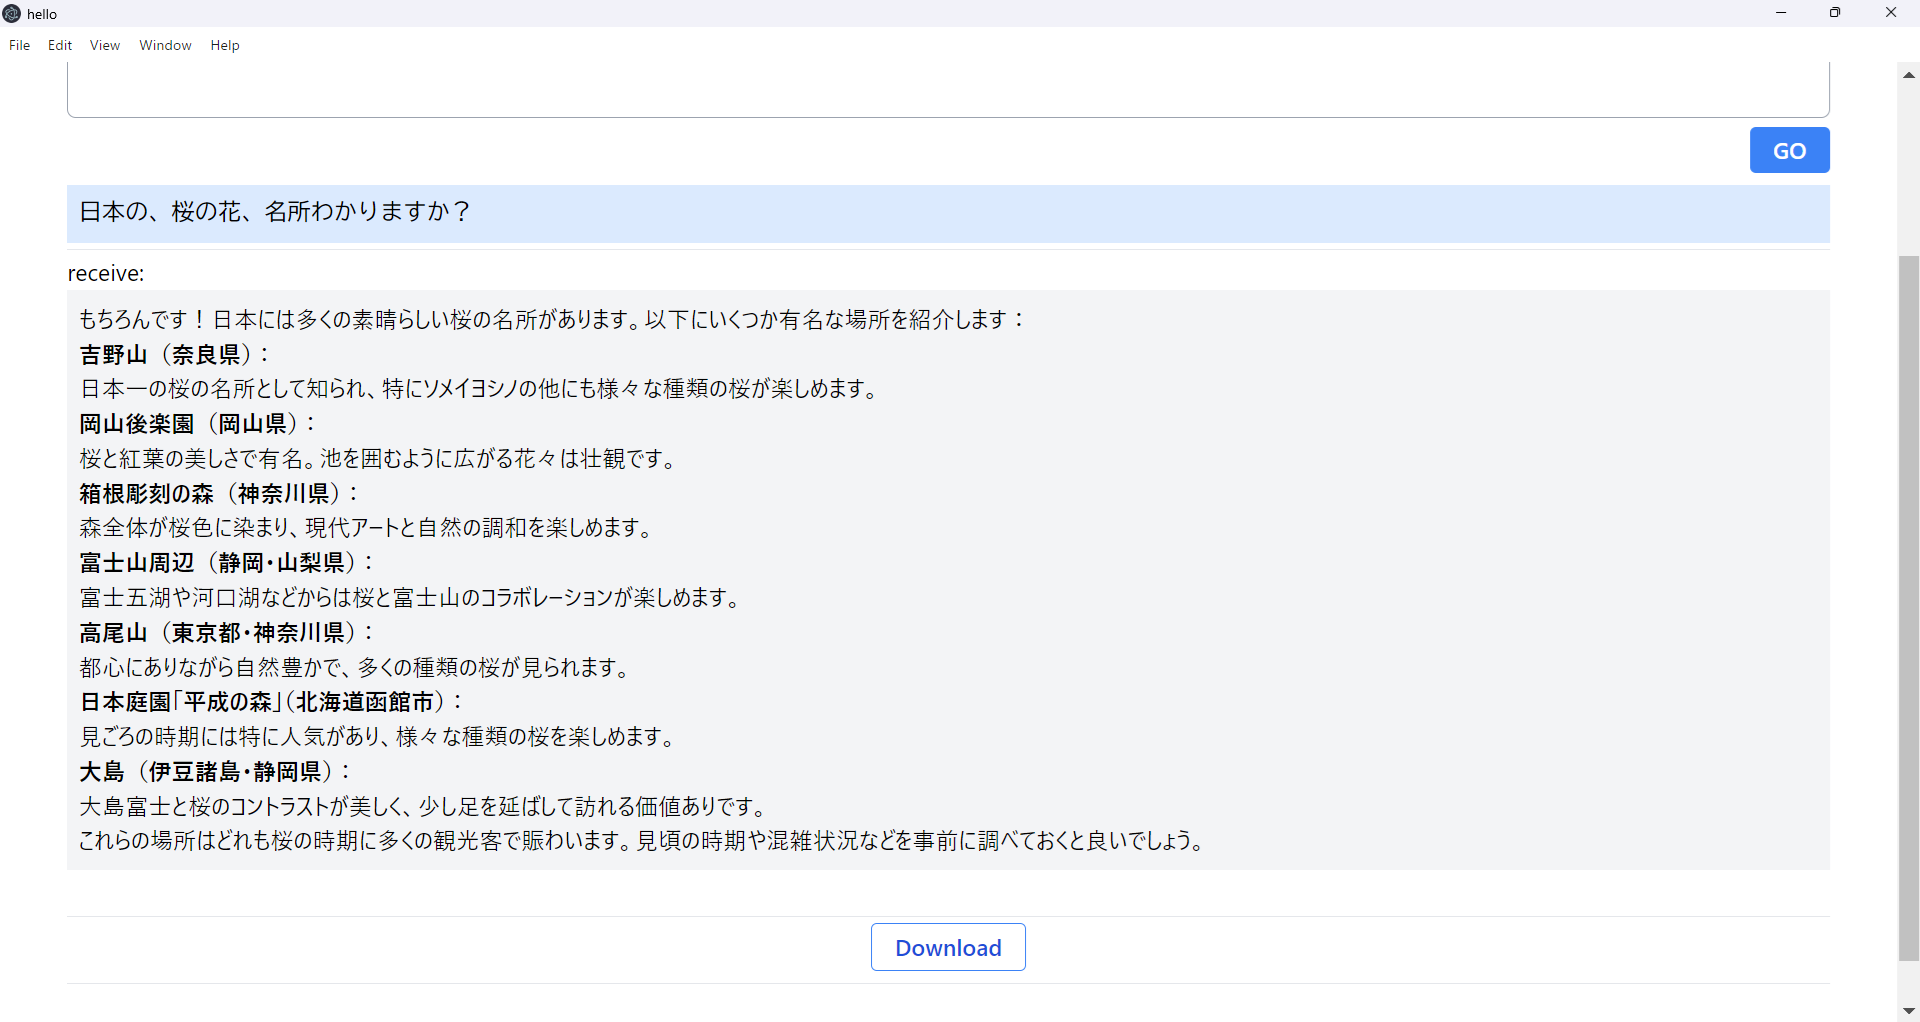 hello
File Edit View Window Help
GO
日本の、桜の花、名所わかりますか？
receive:
もちろんです！日本には多くの素晴らしい桜の名所があります。以下にいくつか有名な場所を紹介します：
吉野山（奈良県）：
日本一の桜の名所として知られ、特にソメイヨシノの他にも様々な種類の桜が楽しめます。
岡山後楽園（岡山県）：
桜と紅葉の美しさで有名。池を囲むように広がる花々は壮観です。
箱根彫刻の森（神奈川県）：
森全体が桜色に染まり、現代アートと自然の調和を楽しめます。
富士山周辺（静岡・山梨県）：
富士五湖や河口湖などからは桜と富士山のコラボレーションが楽しめます。
高尾山（東京都・神奈川県）：
都心にありながら自然豊かで、多くの種類の桜が見られます。
日本庭園「平成の森」（北海道函館市）：
見ごろの時期には特に人気があり、様々な種類の桜を楽しめます。
大島（伊豆諸島・静岡県）：
大島富士と桜のコントラストが美しく、少し足を延ばして訪れる価値ありです。
これらの場所はどれも桜の時期に多くの観光客で賑わいます。見頃の時期や混雑状況などを事前に調べておくと良いでしょう。
Download